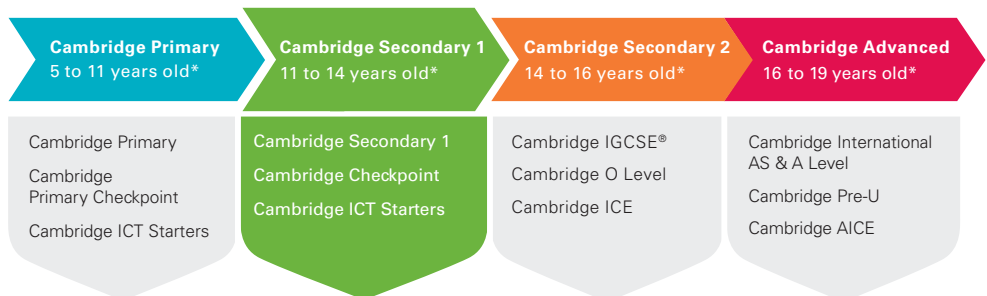 Cambridge Primary
5 to 11 years old*
Cambridge Secondary 1
11 to 14 years old*
Cambridge Secondary 2
14 to 16 years old*
Cambridge Advanced
16 to 19 years old*
Cambridge Primary
Cambridge
Primary Checkpoint
Cambridge ICT Starters
Cambridge Secondary 1
Cambridge Checkpoint
Cambridge ICT Starters
Cambridge IGCSE®
Cambridge O Level
Cambridge ICE
Cambridge International
AS & A Level
Cambridge Pre-U
Cambridge AICE